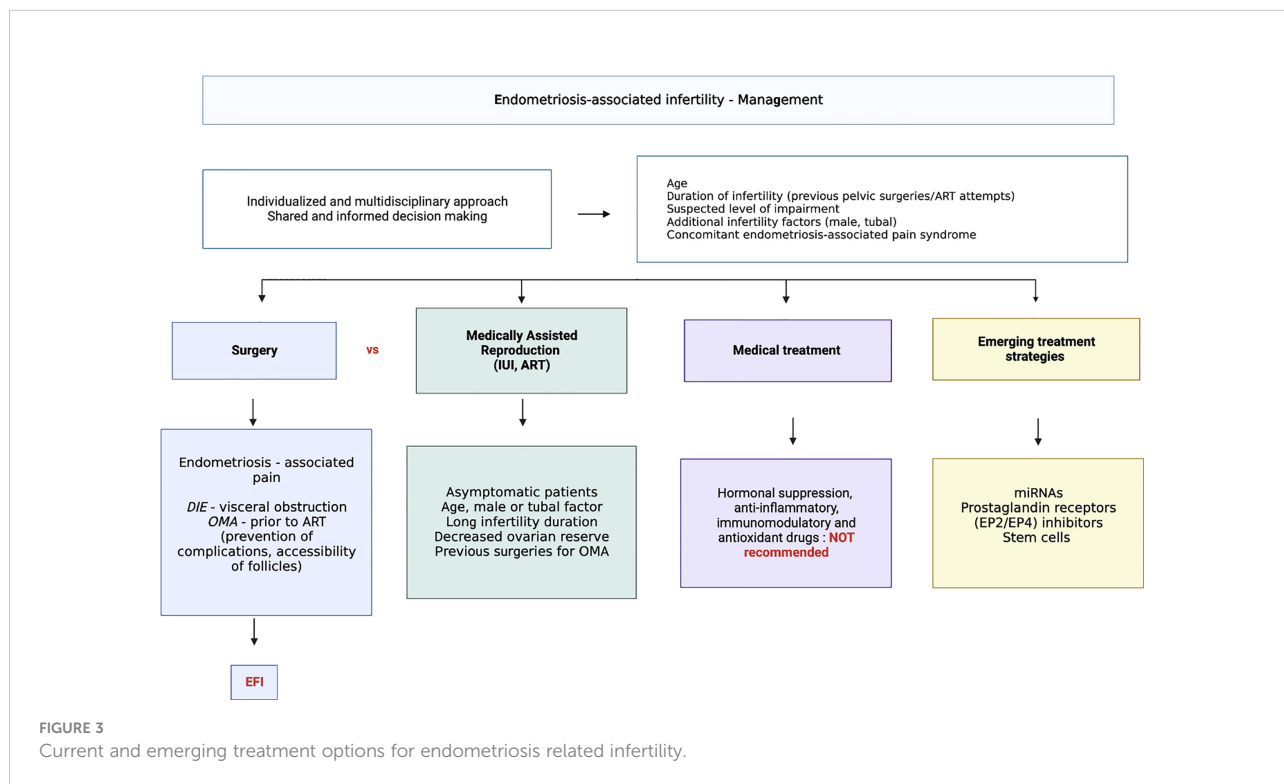 Endometriosis-associated infertility - Management
Individualized and multidisciplinary approach
Shared and informed decision making
Age
Duration of infertility (previous pelvic surgeries/ART attempts)
Suspected level of impairment
Additional infertility factors (male, tubal)
Concomitant endometriosis-associated pain syndrome
Surgery
vs
Medically Assisted
Reproduction
(IUI, ART)
Medical treatment
Emerging treatment
strategies
Endometriosis - associated
pain
DIE - visceral obstruction
OMA - prior to ART
(prevention of
complications, accessibility
of follicles)
Asymptomatic patients
Age, male or tubal factor
Long infertility duration
Decreased ovarian reserve
Previous surgeries for OMA
Hormonal suppression,
anti-inflammatory,
immunomodulatory and
antioxidant drugs : NOT
recommended
miRNAs
Prostaglandin receptors
(EP2/EP4) inhibitors
Stem cells
EFI
FIGURE 3
Current and emerging treatment options for endometriosis related infertility.